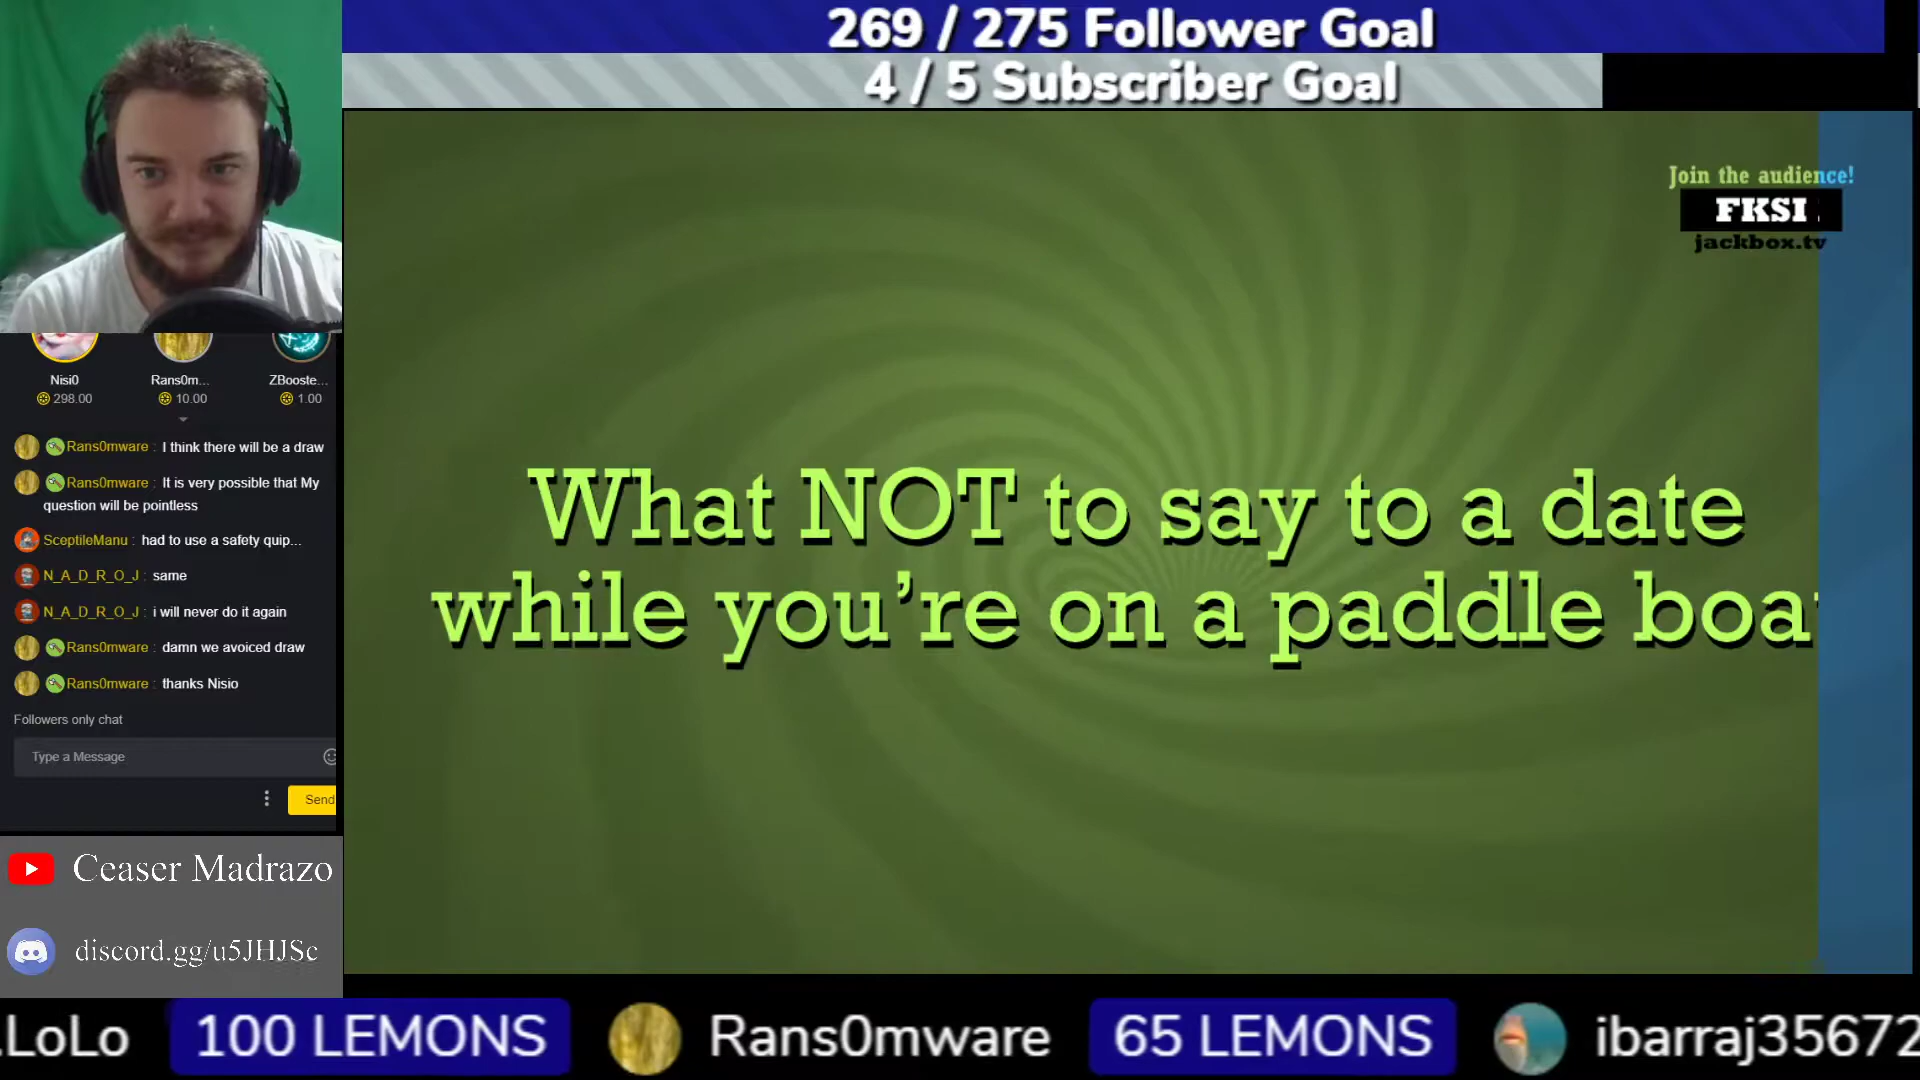 269 / 275 Follower Goal
4 / 5 Subscriber Goal
Join the audience!
FKSI
jackbox.tv
What NOT to say to a date
while you're on a paddle boa
Nisi0
Rans0m...
ZBooste...
298.00
10.00
1.00
Rans0mware : I think there will be a draw
Rans0mware : It is very possible that My
question will be pointless
SceptileManu : had to use a safety quip...
N_A_D_R_O_J : same
N_A_D_R_O_J : i will never do it again
Rans0mware : damn we avoiced draw
Rans0mware : thanks Nisio
Followers only chat
Type a Message
Send
Ceaser Madrazo
discord.gg/u5JHJSc
.LoLo 100 LEMONS Rans0mware 65 LEMONS ibarraj35672